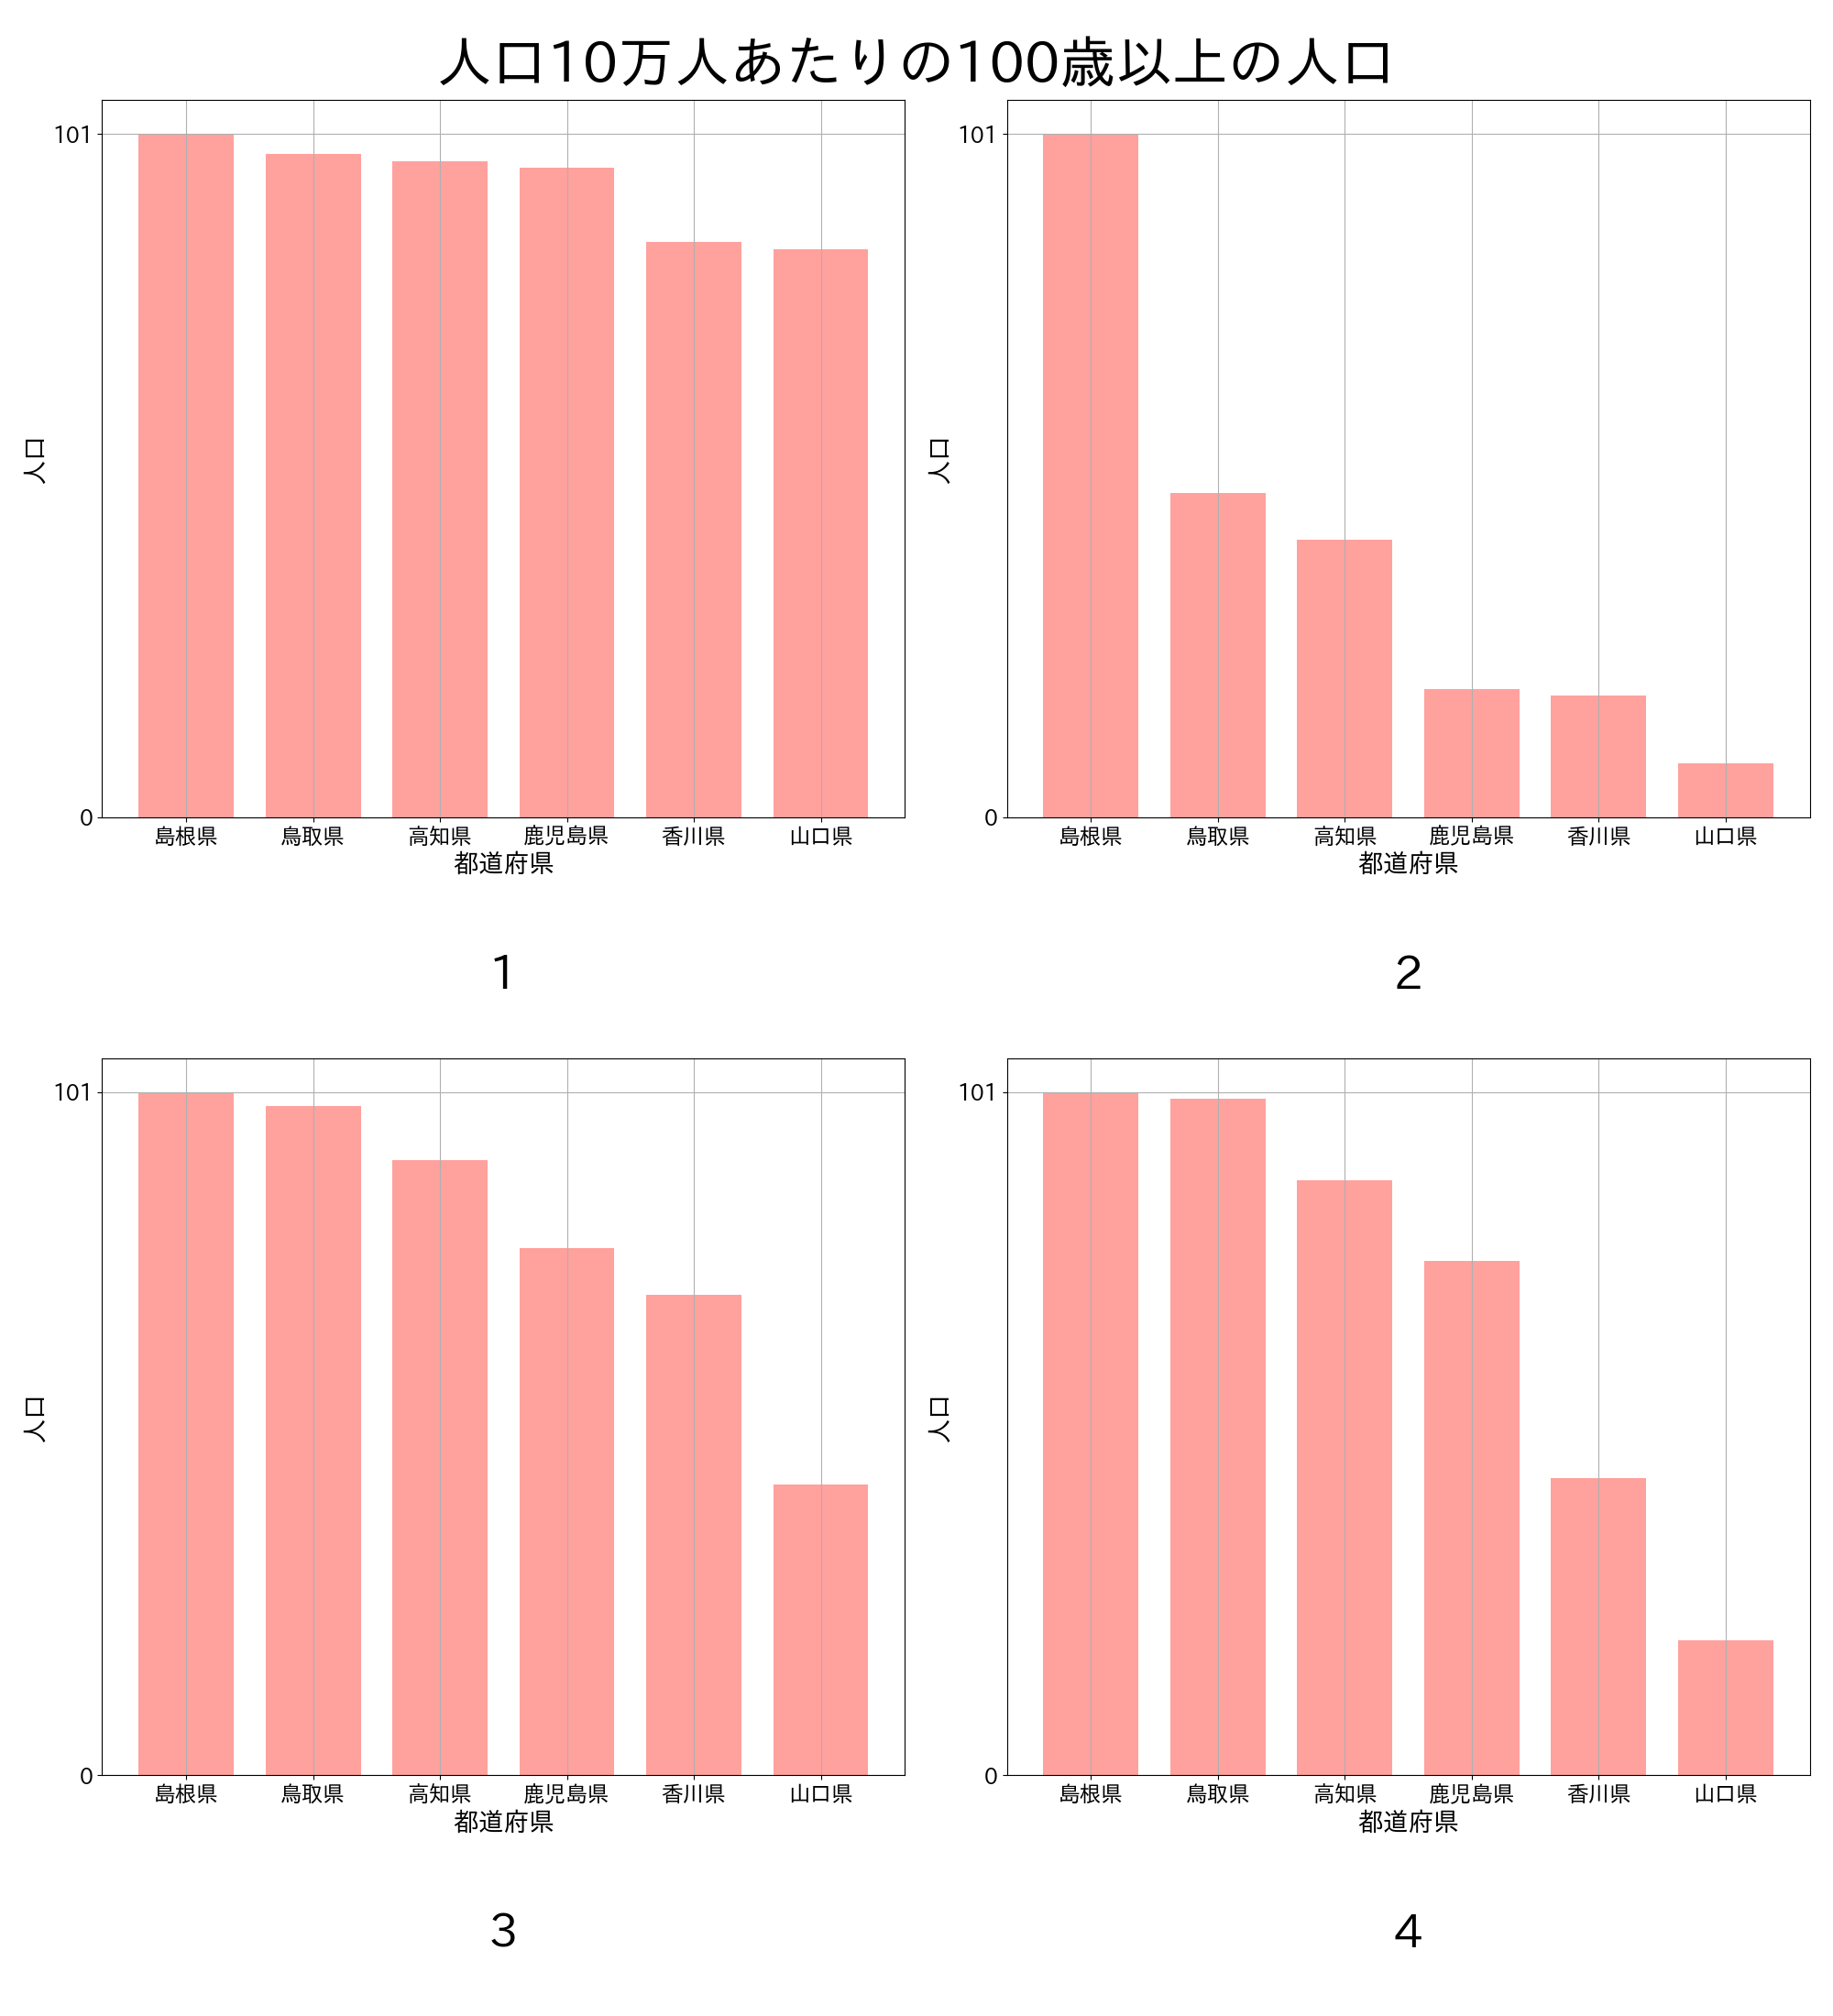 人口10万人あたりの100歳以上の人口
101
0
人口
島根県 鳥取県 高知県 鹿児島県 香川県 山口県
都道府県
1
101
0
人口
島根県 鳥取県 高知県 鹿児島県 香川県 山口県
都道府県
2
101
0
人口
島根県 鳥取県 高知県 鹿児島県 香川県 山口県
都道府県
3
101
0
人口
島根県 鳥取県 高知県 鹿児島県 香川県 山口県
都道府県
4